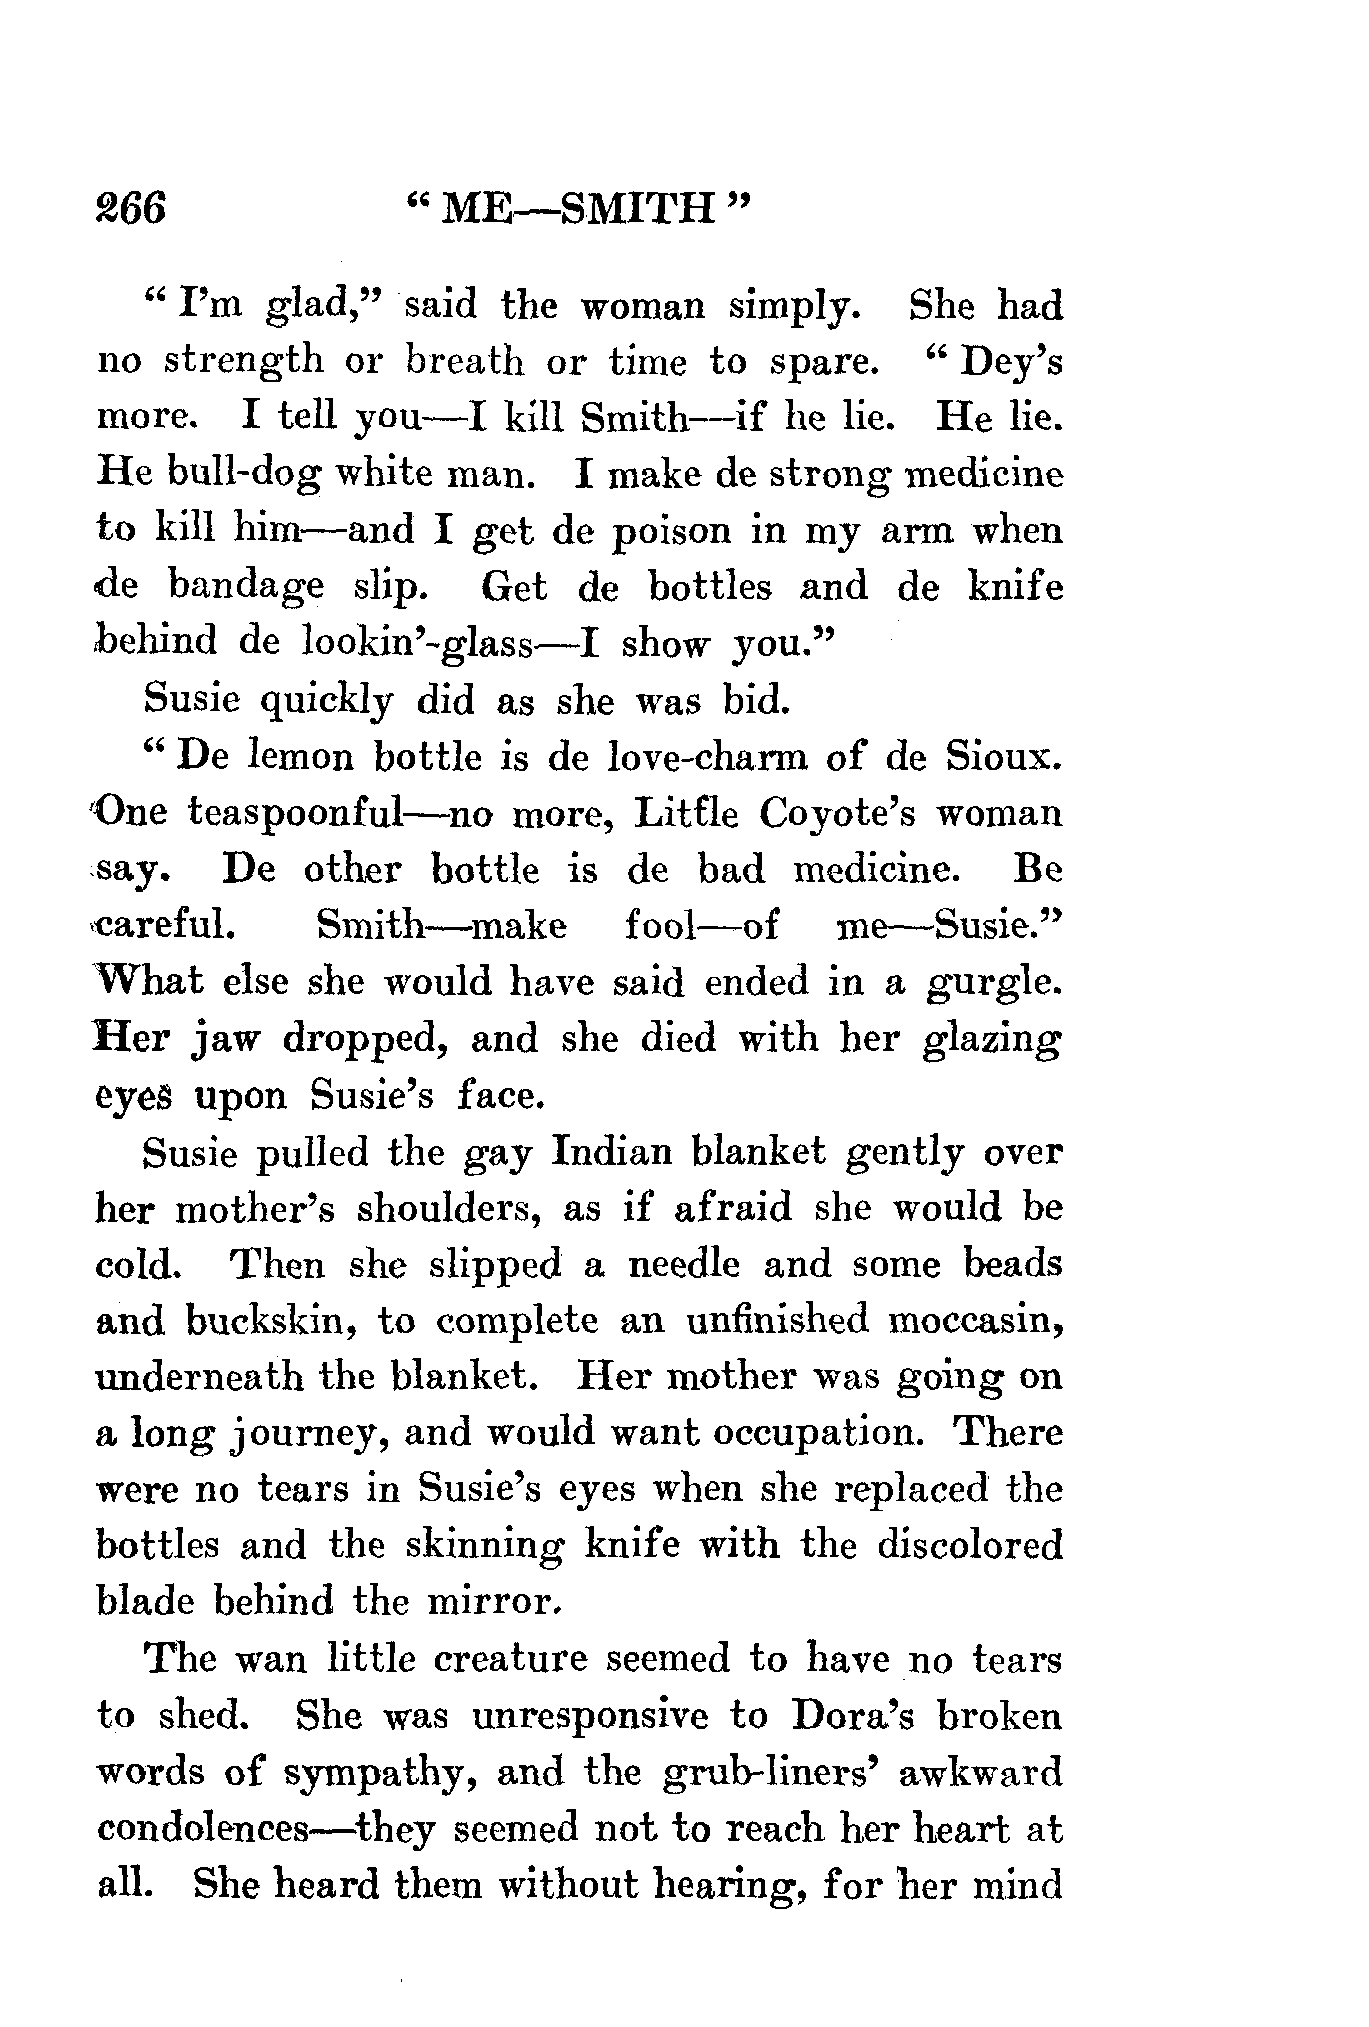 266 “ ME—SMITH ”
“ I’m glad,” said the woman simply. She had
no strength or breath or time to spare. “ Dey’s
more. I tell you—I kill Smith—if he lie. He lie.
He bull-dog white man. I make de strong medicine
to kill him—and I get de poison in my arm when
de bandage slip. Get de bottles and de knife
behind de lookin’-glass—I show you.”
Susie quickly did as she was bid.
“ De lemon bottle is de love-charm of de Sioux.
One teaspoonful—no more, Little Coyote’s woman
say. De other bottle is de bad medicine. Be
careful. Smith—make fool—of me—Susie.”
What else she would have said ended in a gurgle.
Her jaw dropped, and she died with her glazing
eyes upon Susie’s face.
Susie pulled the gay Indian blanket gently over
her mother’s shoulders, as if afraid she would be
cold. Then she slipped a needle and some beads
and buckskin, to complete an unfinished moccasin,
underneath the blanket. Her mother was going on
a long journey, and would want occupation. There
were no tears in Susie’s eyes when she replaced the
bottles and the skinning knife with the discolored
blade behind the mirror.
The wan little creature seemed to have no tears
to shed. She was unresponsive to Dora’s broken
words of sympathy, and the grub-liners’ awkward
condolences—they seemed not to reach her heart at
all. She heard them without hearing, for her mind